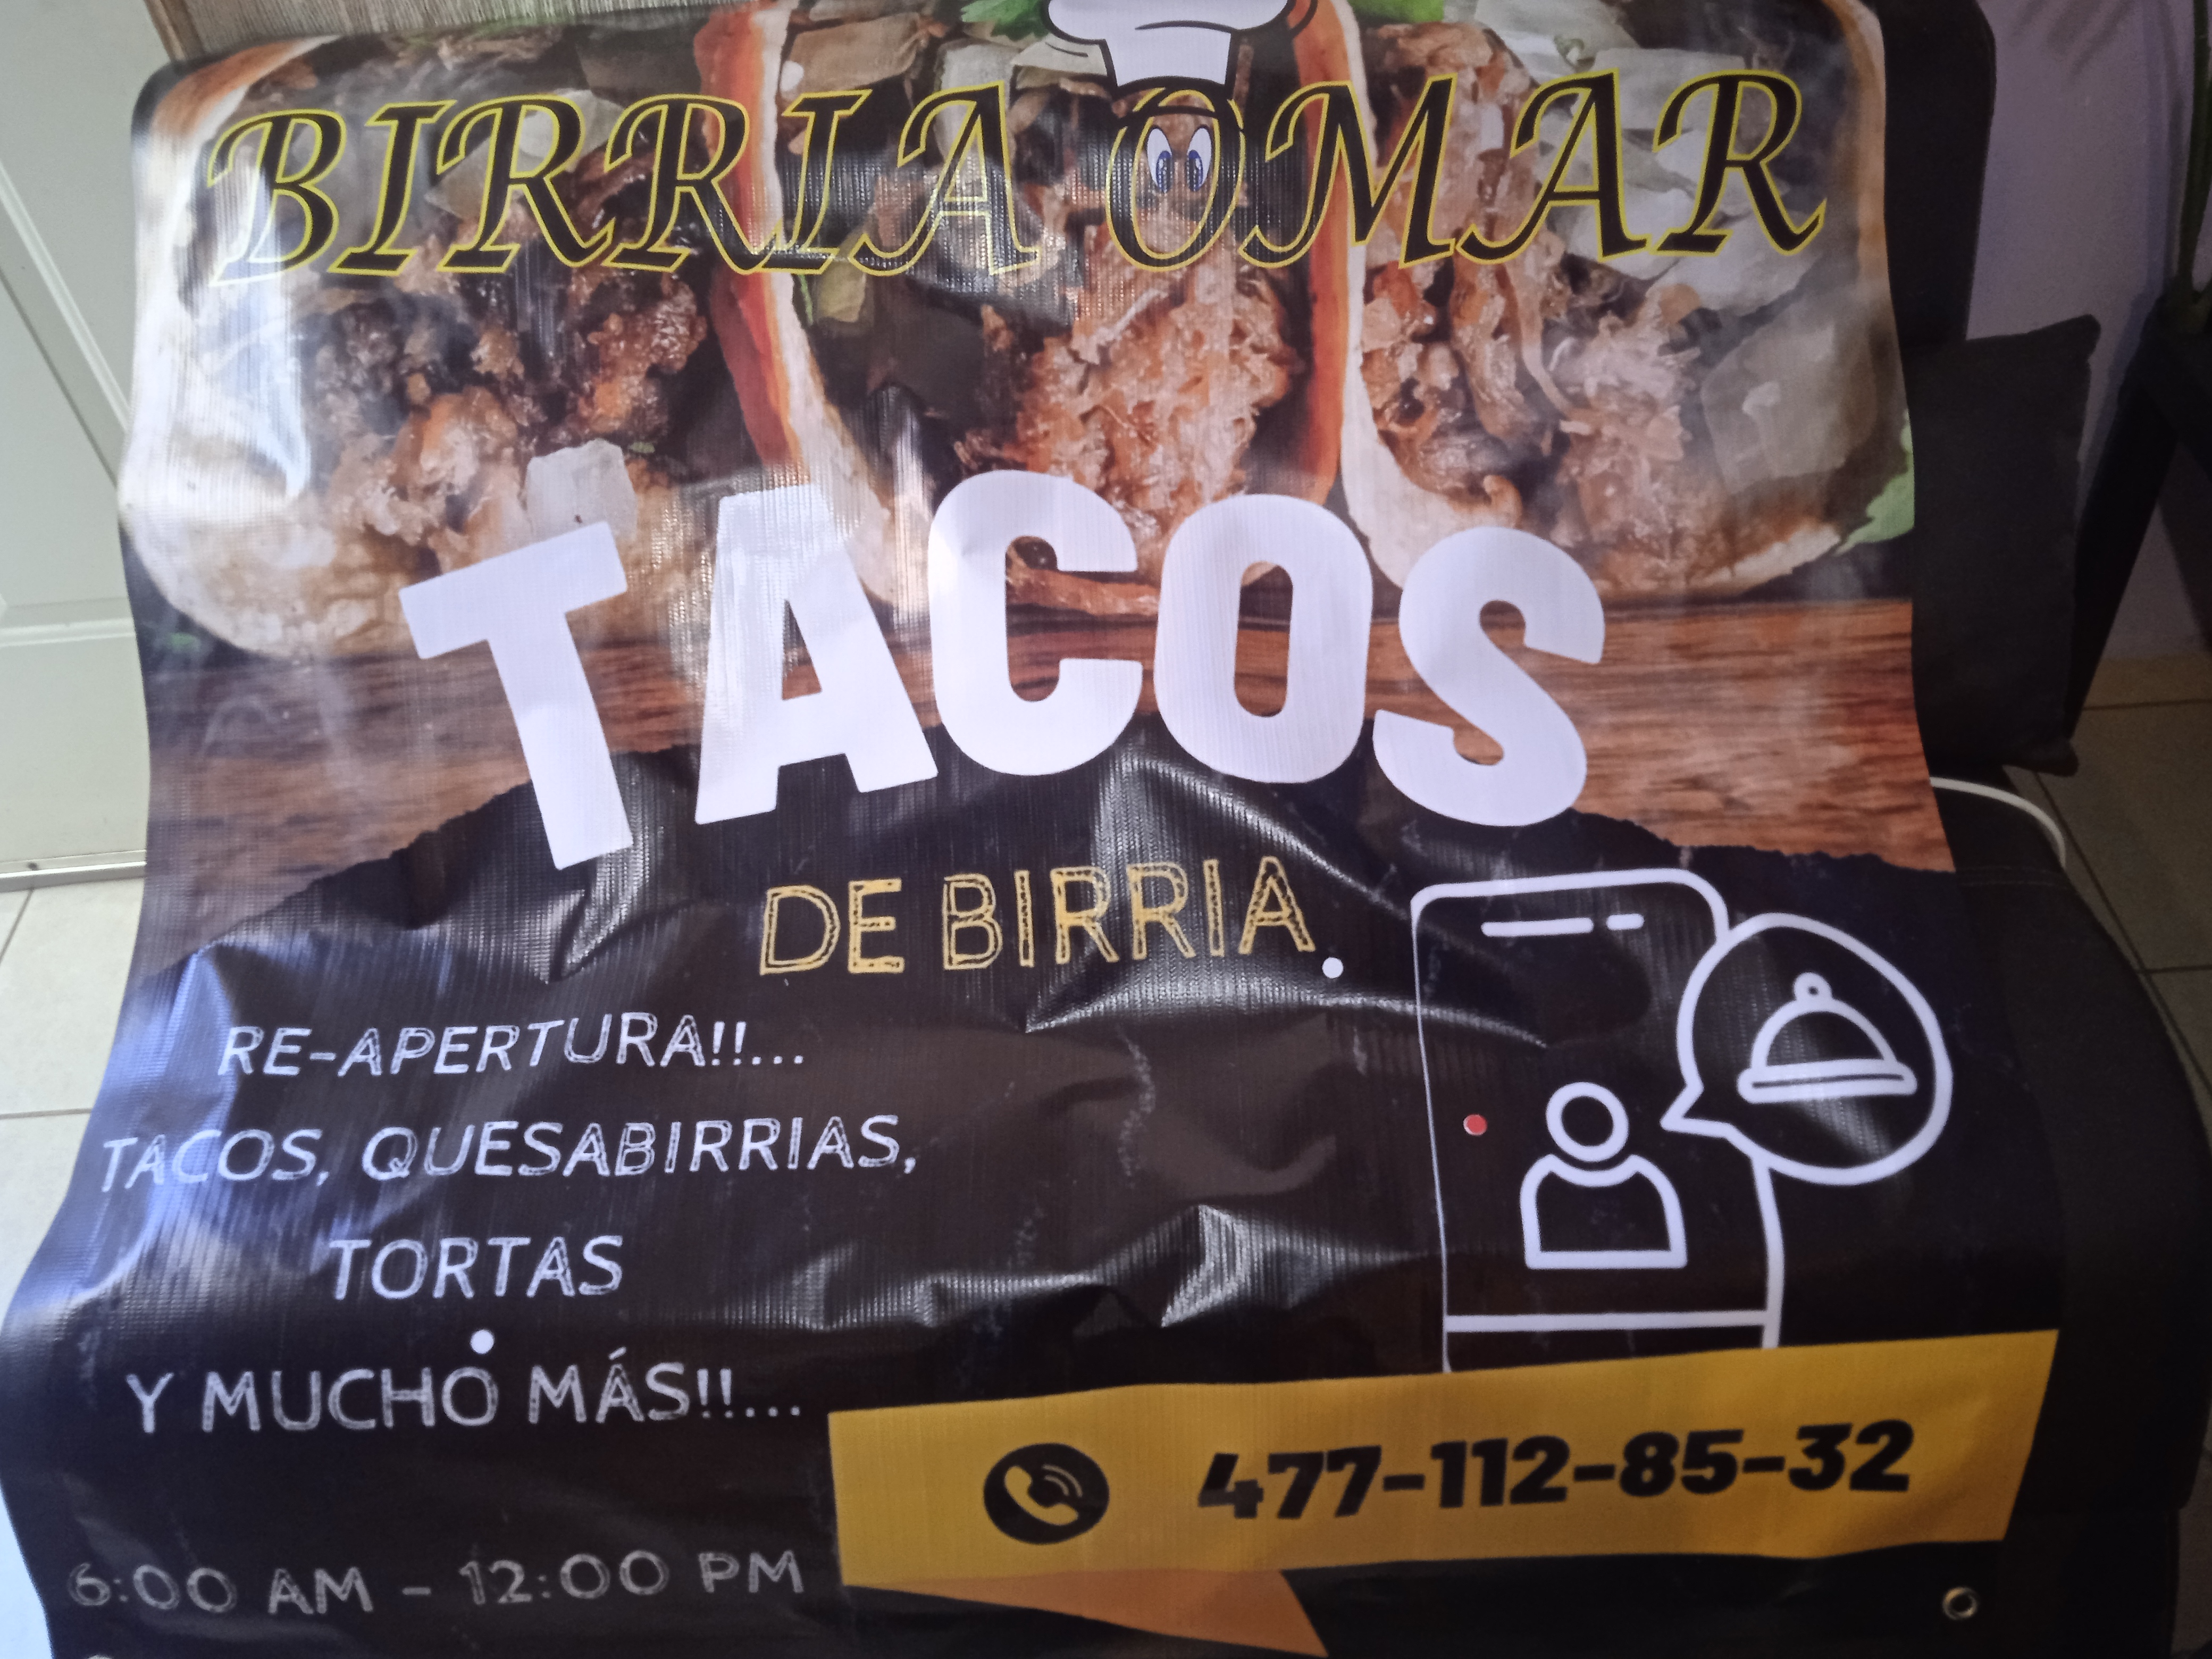 BIRRIA OMAR
TACOS
DE BIRRIA
RE-APERTURA!!...
TACOS, QUESABIRRIAS,
TORTAS
Y MUCHO MÁS!!...
477-112-85-32
6:00 AM - 12:00 PM